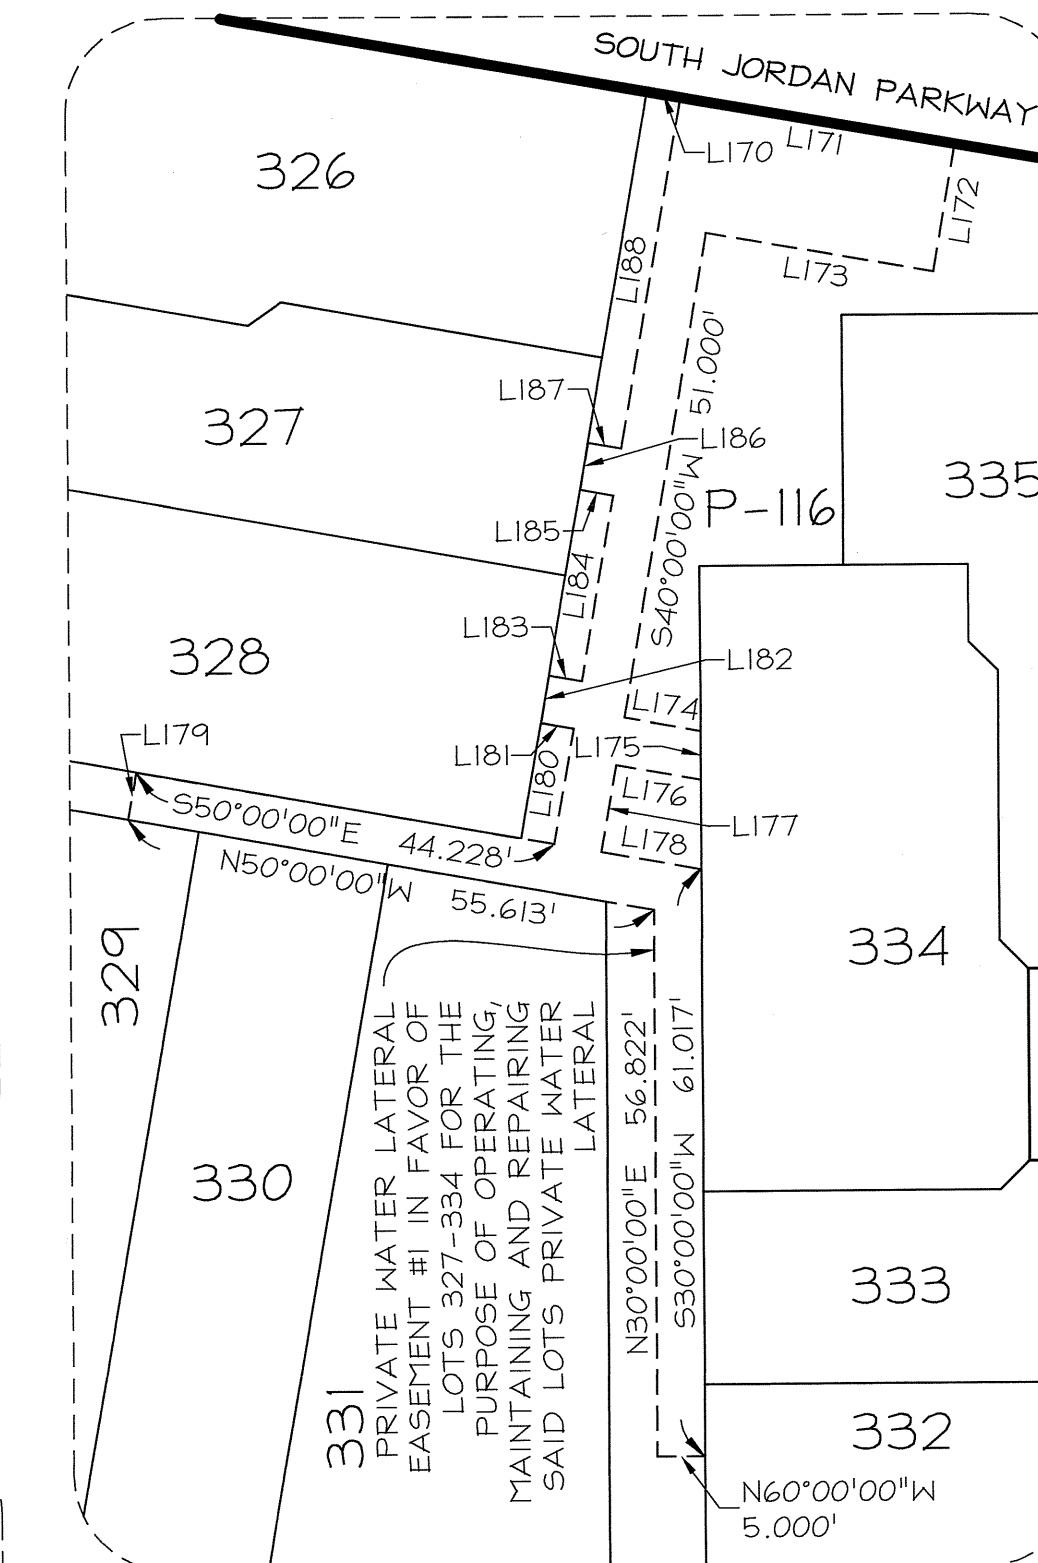 SOUTH JORDAN PARKWAY
L170
L171
L172
326
L188
L173
L187
327
L186
S40°00'00"W 51.000'
335
P-116
L185
L184
L183
328
L182
L174
L179
L181
L175
L180
L176
L177
L178
S50°00'00"E 44.228'
N50°00'00"W 55.613'
329
334
PRIVATE WATER LATERAL
EASEMENT #1 IN FAVOR OF
LOTS 327-334 FOR THE
PURPOSE OF OPERATING,
MAINTAINING AND REPAIRING
SAID LOTS PRIVATE WATER
LATERAL
N30°00'00"E 56.822'
S30°00'00"W 61.017'
330
333
331
332
N60°00'00"W
5.000'